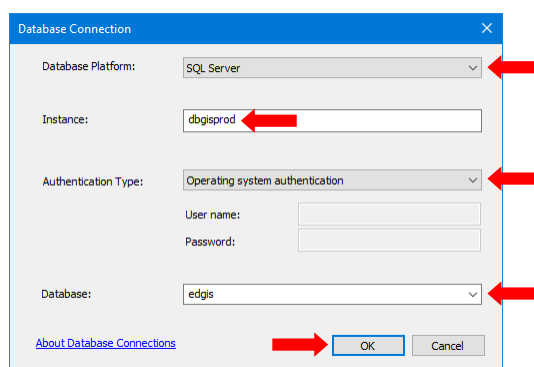 Database Connection
Database Platform: SQL Server
Instance: dbgisprod
Authentication Type: Operating system authentication
User name:
Password:
Database: edgis
About Database Connections OK Cancel